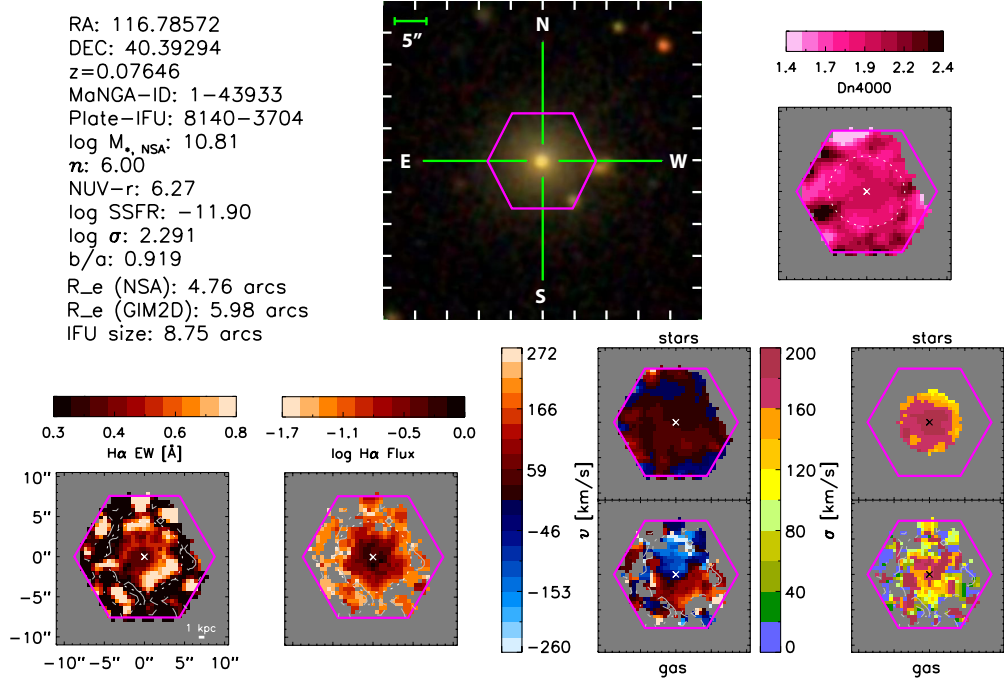 RA: 116.78572
DEC: 40.39294
z=0.07646
MaNGA-ID: 1-43933
Plate-IFU: 8140-3704
log M*, NSA: 10.81
n: 6.00
NUV-r: 6.27
log SSFR: -11.90
log σ: 2.291
b/a: 0.919
R_e (NSA): 4.76 arcs
R_e (GIM2D): 5.98 arcs
IFU size: 8.75 arcs
5"
N
E
W
S
1.4 1.7 1.9 2.2 2.4
Dn4000
0.3 0.4 0.5 0.7 0.8
Hα EW [Å]
-1.7 -1.1 -0.5 0.0
log Hα Flux
272
166
59
-46
-153
-260
v [km/s]
stars
gas
200
160
120
80
40
0
σ [km/s]
stars
gas
10"
5"
0"
-5"
-10"
-10" -5" 0" 5" 10"
1 kpc